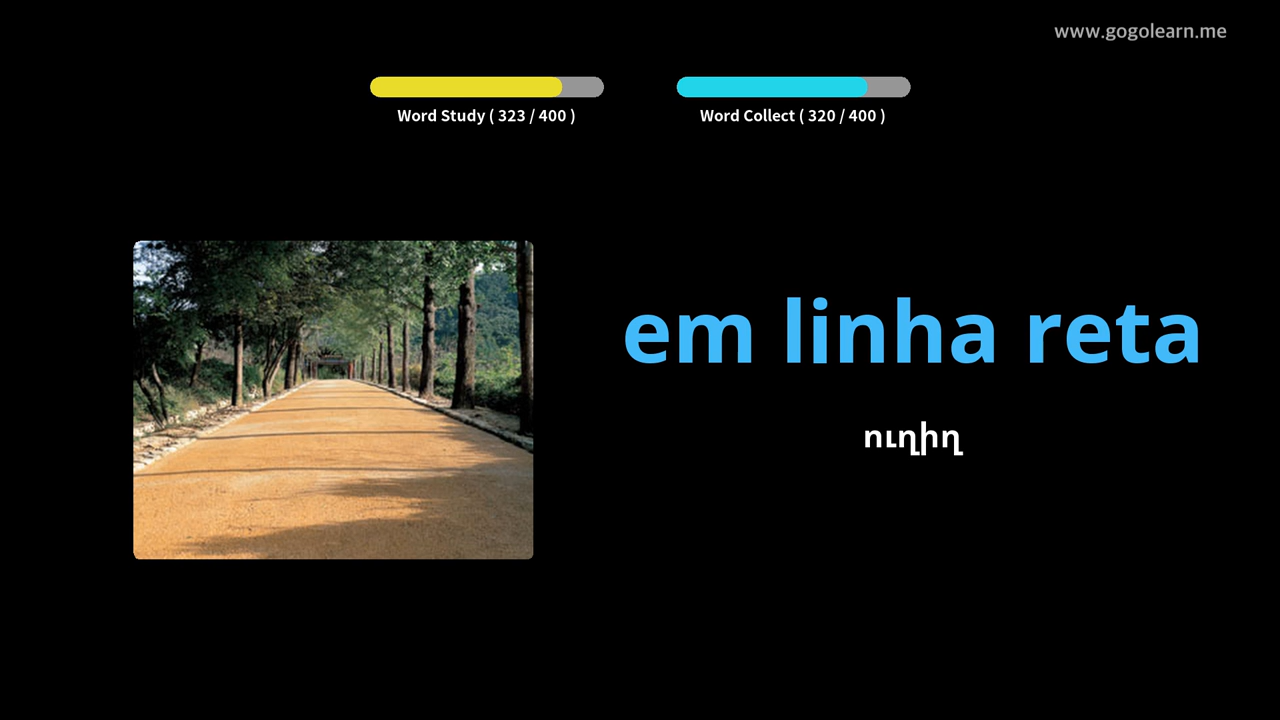 www.gogolearn.me
Word Study ( 323 / 400 )
Word Collect ( 320 / 400 )
em linha reta
ուղիղ